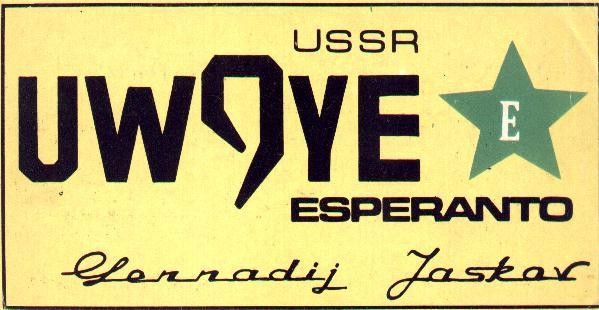 USSR
UW9YE
E
ESPERANTO
Gennadij Jaskov